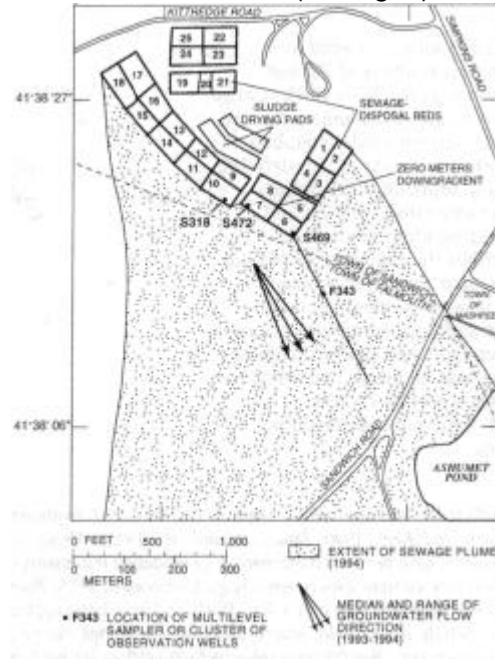 KITTREDGE ROAD
SIMPKINS ROAD
25 22
24 23
41°38'27"
18 17
19 20 21
16
15
14
13
12
11
10
9
SLUDGE
DRYING PADS
SEWAGE-
DISPOSAL BEDS
1
2
4
3
8
7
5
6
ZERO METERS
DOWNGRADIENT
S318
S472
S469
TOWN OF SANDWICH
TOWN OF FALMOUTH
F343
TOWN
OF
MASHPEE
41°38'06"
SANDWICH ROAD
ASHUMET
POND
0 FEET 500 1,000
0 METERS 300
EXTENT OF SEWAGE PLUME
(1994)
• F343 LOCATION OF MULTILEVEL
SAMPLER OR CLUSTER OF
OBSERVATION WELLS
MEDIAN AND RANGE OF
GROUNDWATER FLOW
DIRECTION
(1993-1994)